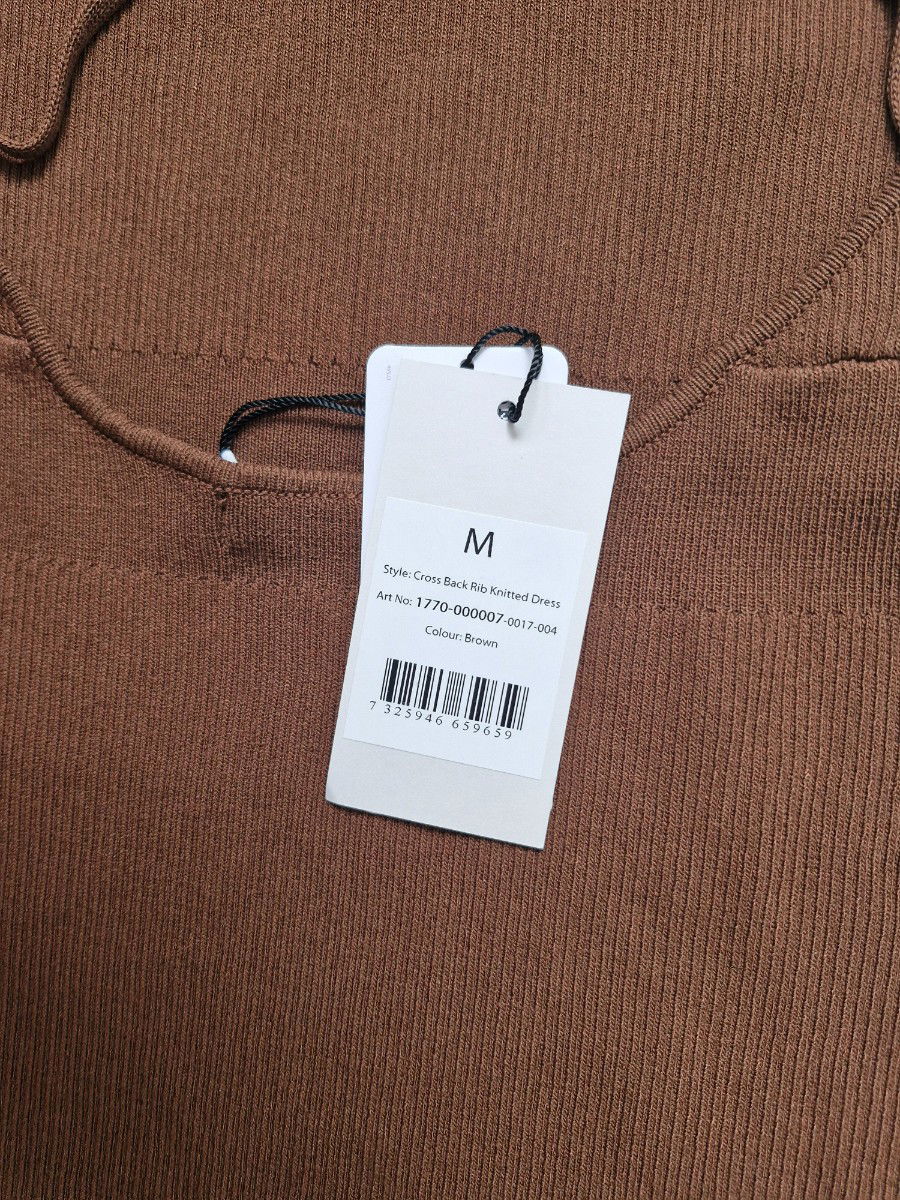 M
Style: Cross Back Rib Knitted Dress
Art No: 1770-000007-0017-004
Colour: Brown
7 325946 659659